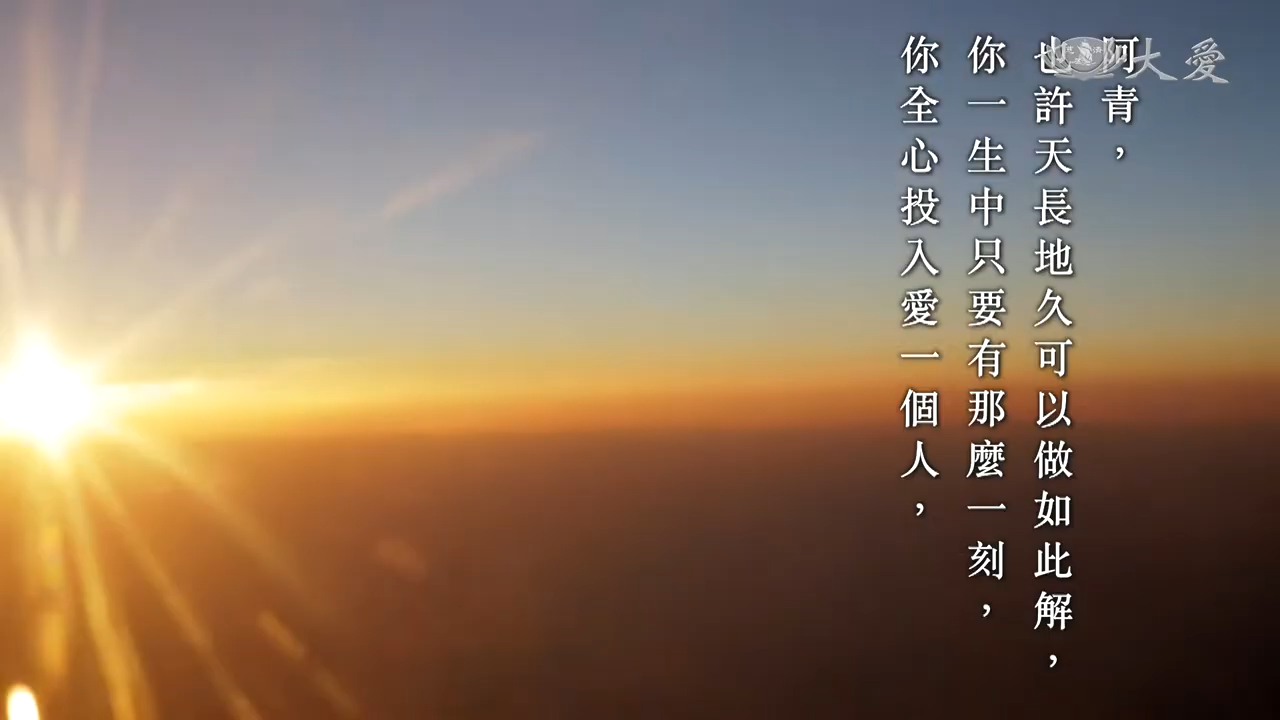 阿青，
也許天長地久可以做如此解，
你一生中只要有那麼一刻，
你全心投入愛一個人，
大愛